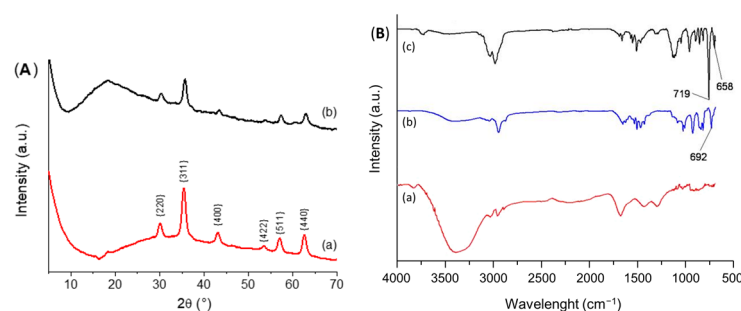 (A)
Intensity (a.u.)
(b)
{220}
{311}
{400}
{422}
{511}
{440}
(a)
10 20 30 40 50 60 70
2θ (°)
(B)
Intensity (a.u.)
(c)
719
658
(b)
692
(a)
4000 3500 3000 2500 2000 1500 1000 500
Wavelenght (cm⁻¹)